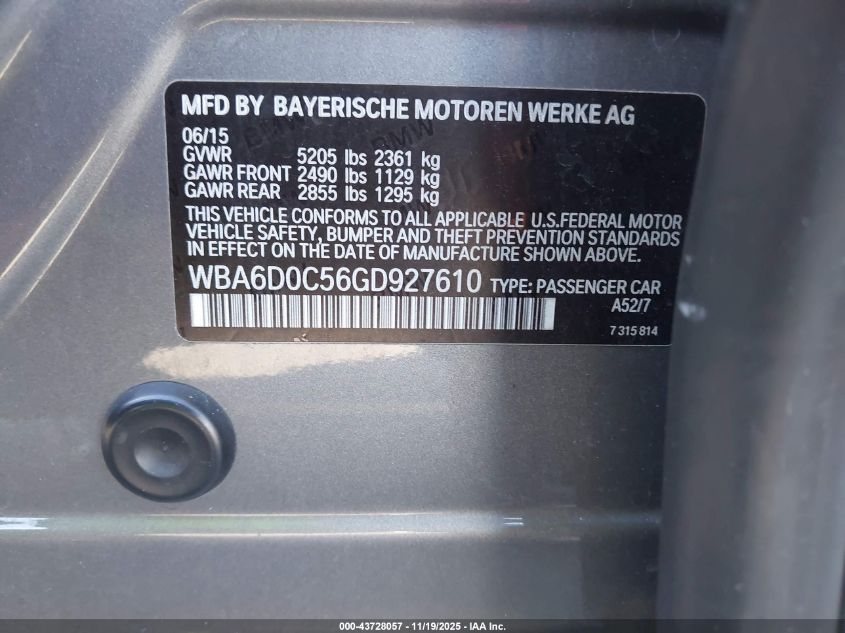 MFD BY BAYERISCHE MOTOREN WERKE AG
06/15
GVWR 5205 lbs 2361 kg
GAWR FRONT 2490 lbs 1129 kg
GAWR REAR 2855 lbs 1295 kg
THIS VEHICLE CONFORMS TO ALL APPLICABLE U.S.FEDERAL MOTOR
VEHICLE SAFETY, BUMPER AND THEFT PREVENTION STANDARDS
IN EFFECT ON THE DATE OF MANUFACTURE SHOWN ABOVE.
WBA6D0C56GD927610 TYPE: PASSENGER CAR
A52/7
7 315 814
000-43728057 - 11/19/2025 - IAA Inc.